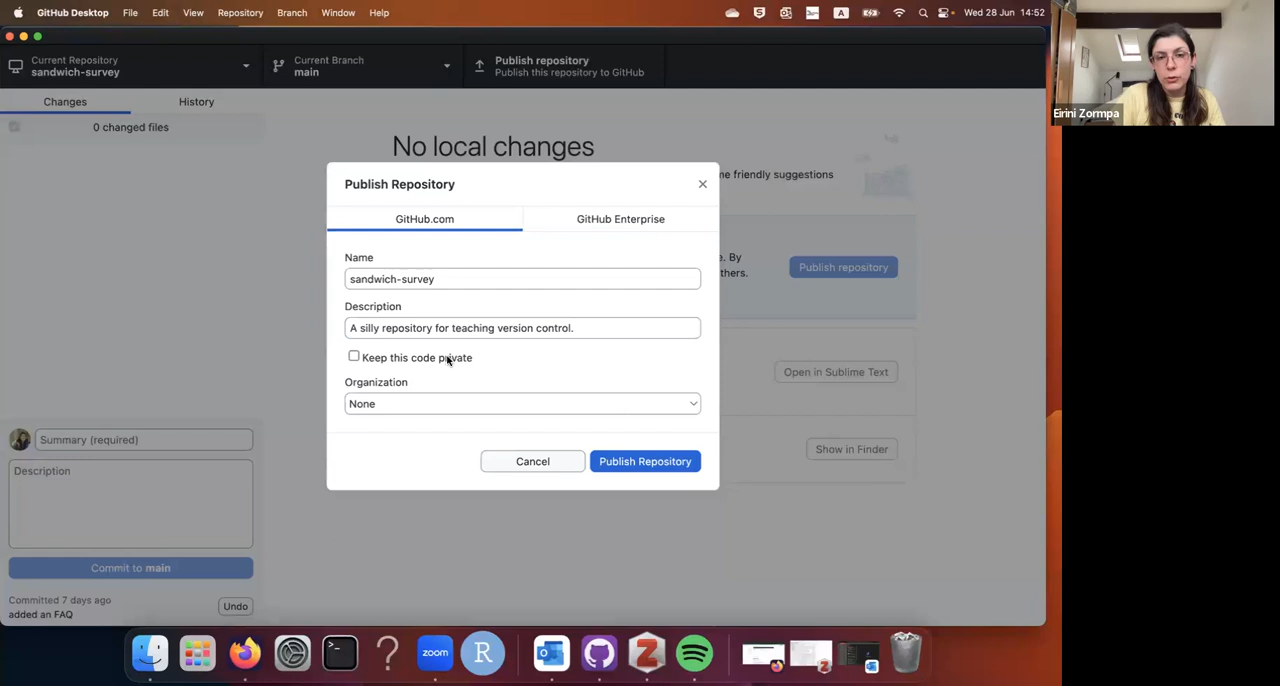 GitHub Desktop File Edit View Repository Branch Window Help A Wed 28 Jun 14:52
Current Repository
sandwich-survey
Current Branch
main
Publish repository
Publish this repository to GitHub
Changes History
0 changed files
No local changes
me friendly suggestions
Publish Repository
GitHub.com GitHub Enterprise
Name
sandwich-survey
Description
A silly repository for teaching version control.
Keep this code private
Organization
None
Cancel Publish Repository
e. By
thers.
Publish repository
Open in Sublime Text
Show in Finder
Summary (required)
Description
Commit to main
Committed 7 days ago
added an FAQ
Undo
Eirini Zormpa
zoom
R
Z